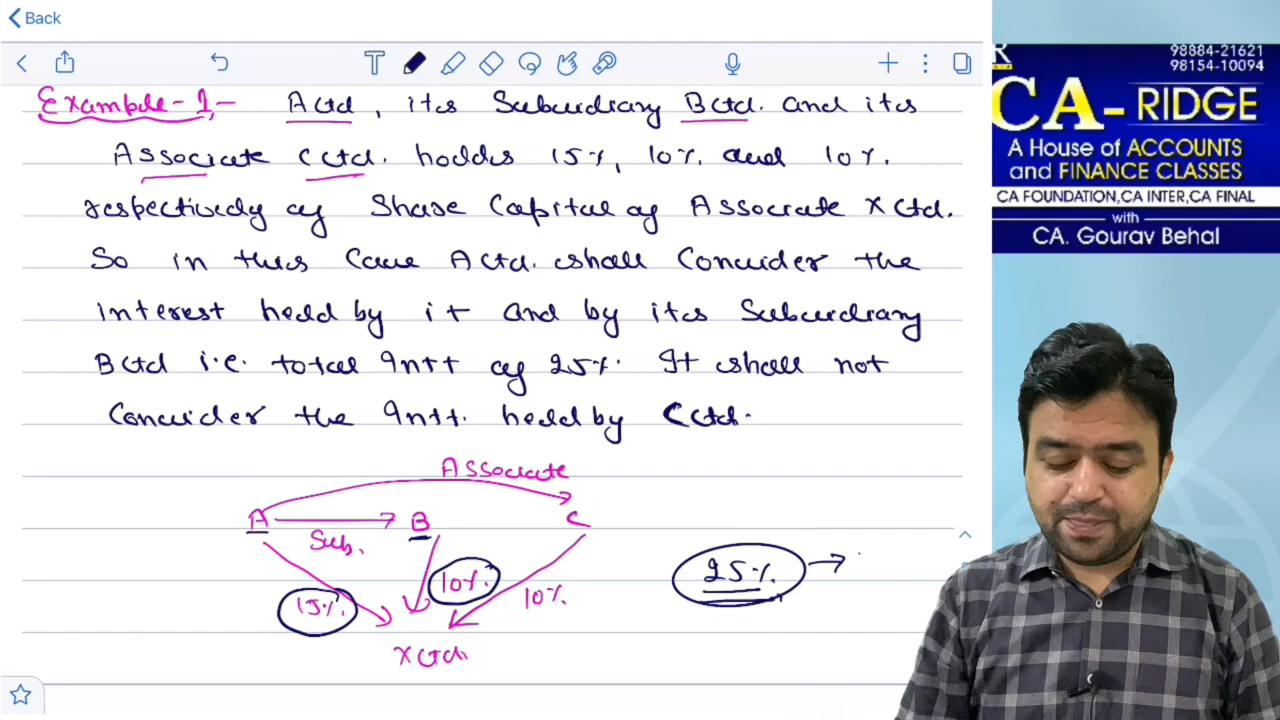 Back
Example-1- A Ltd, its Subsidiary B Ltd. and its
Associate C Ltd. holds 15%, 10% and 10%
respectively of Share Capital of Associate X Ltd.
So in this Case A Ltd. shall Consider the
interest held by it and by its Subsidiary
B Ltd i.e. total Intt of 25%. It shall not
Consider the Intt. held by C Ltd.
Associate
A B C
Sub.
15% 10% 10%
25%
X Ltd.
R
98884-21621
98154-10094
CA-RIDGE
A House of ACCOUNTS
and FINANCE CLASSES
CA FOUNDATION,CA INTER,CA FINAL
with
CA. Gourav Behal